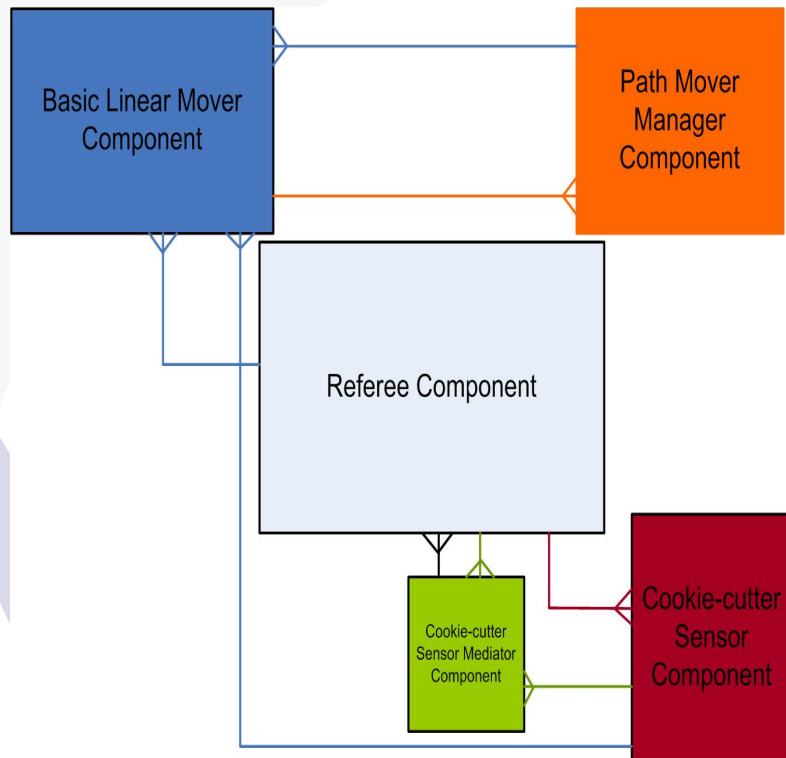 Basic Linear Mover
Component
Path Mover
Manager
Component
Referee Component
Cookie-cutter
Sensor Mediator
Component
Cookie-cutter
Sensor
Component